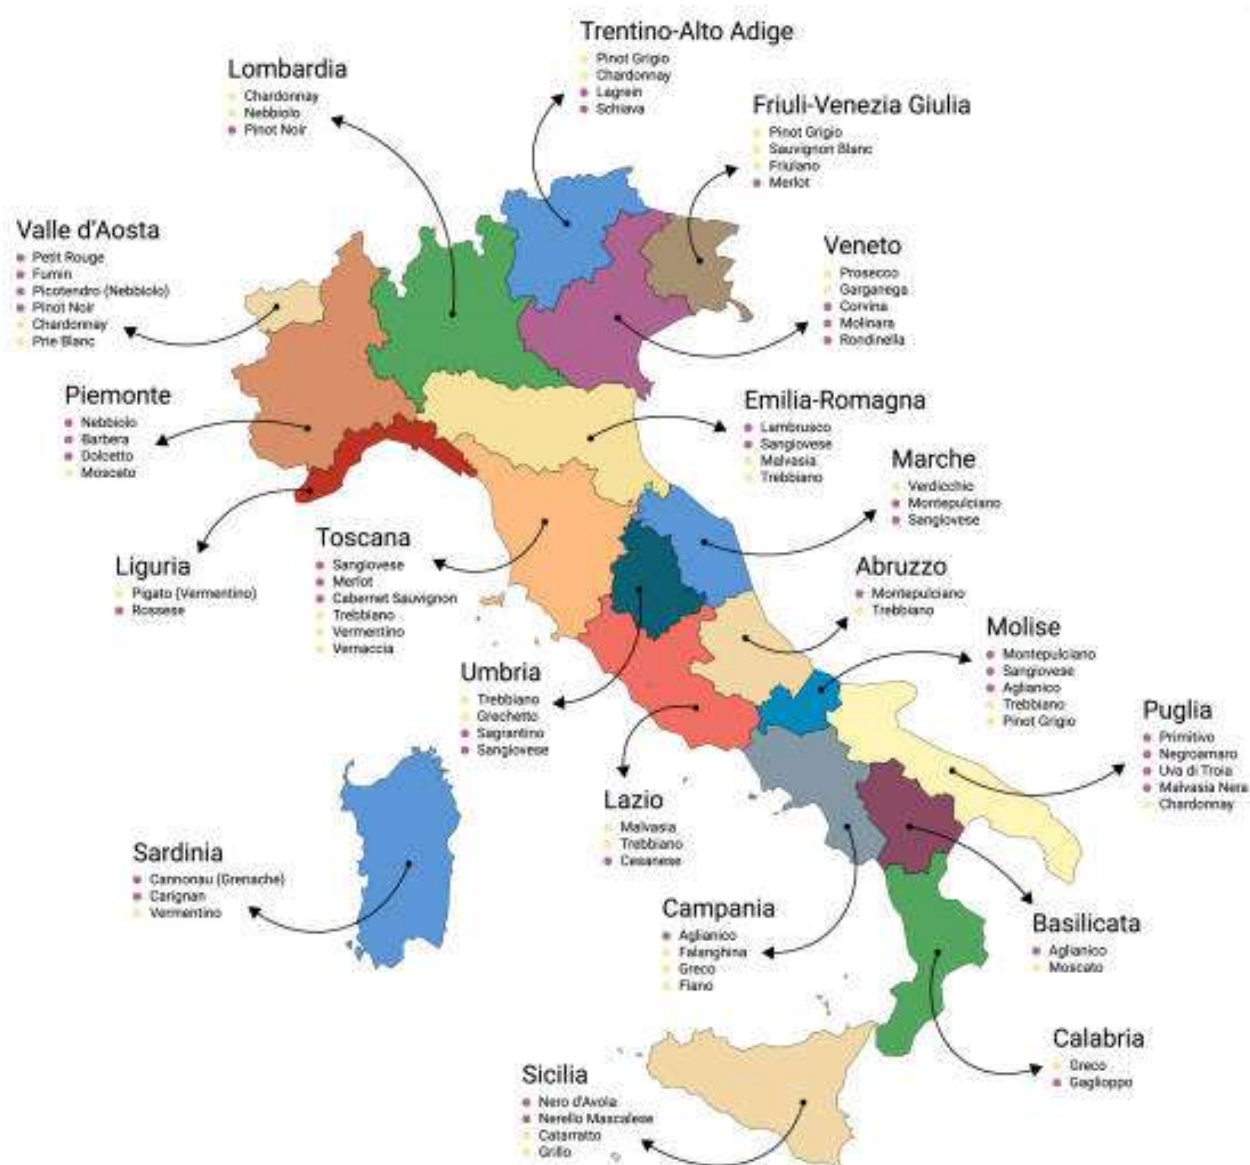 Trentino-Alto Adige
Pinot Grigio
Chardonnay
Lagrein
Schiava
Lombardia
Chardonnay
Nebbiolo
Pinot Noir
Friuli-Venezia Giulia
Pinot Grigio
Sauvignon Blanc
Friulano
Merlot
Valle d'Aosta
Petit Rouge
Fumin
Picotendro (Nebbiolo)
Pinot Noir
Chardonnay
Prie Blanc
Veneto
Prosecco
Garganega
Corvina
Molinara
Rondinella
Piemonte
Nebbiolo
Barbera
Dolcetto
Moscato
Emilia-Romagna
Lambrusco
Sangiovese
Malvasia
Trebbiano
Marche
Verdicchio
Montepulciano
Sangiovese
Liguria
Pigato (Vermentino)
Rossese
Toscana
Sangiovese
Merlot
Cabernet Sauvignon
Trebbiano
Vermentino
Vernaccia
Abruzzo
Montepulciano
Trebbiano
Molise
Montepulciano
Sangiovese
Aglianico
Trebbiano
Pinot Grigio
Umbria
Trebbiano
Grechetto
Sagrantino
Sangiovese
Puglia
Primitivo
Negroamaro
Uva di Troia
Malvasia Nera
Chardonnay
Lazio
Malvasia
Trebbiano
Cesanese
Sardinia
Cannonau (Grenache)
Carignan
Vermentino
Campania
Aglianico
Falanghina
Greco
Fiano
Basilicata
Aglianico
Moscato
Calabria
Greco
Gaglioppo
Sicilia
Nero d'Avola
Nerello Mascalese
Catarratto
Grillo